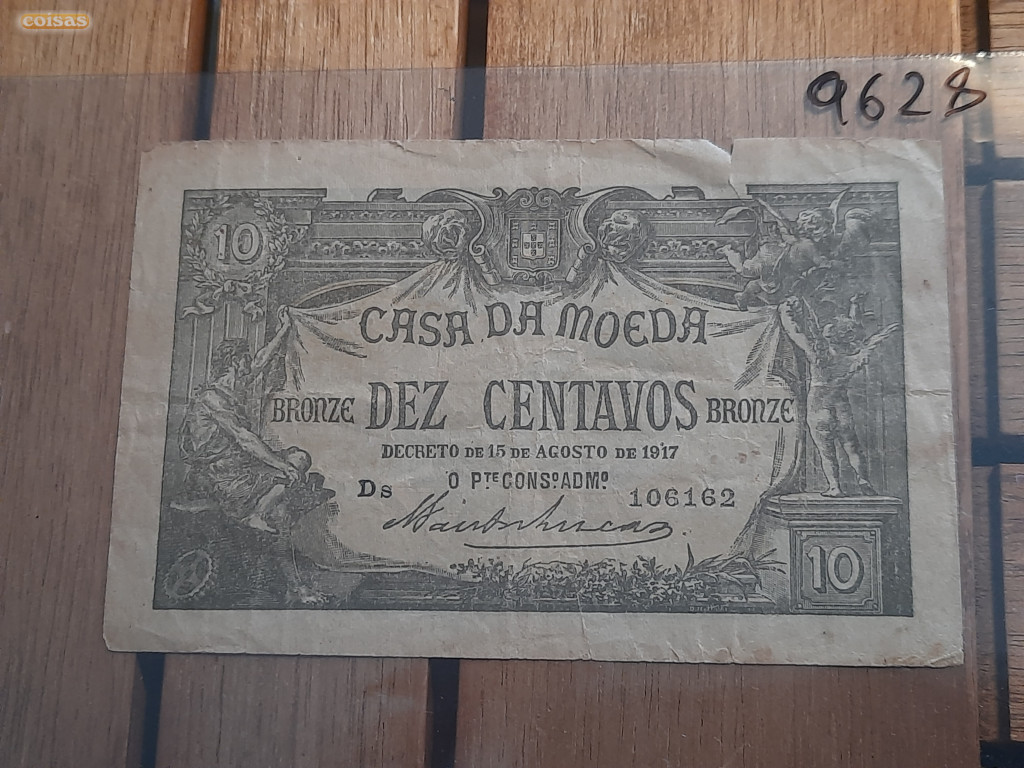 coisas
9628
10
CASA DA MOEDA
BRONZE DEZ CENTAVOS BRONZE
DECRETO DE 15 DE AGOSTO DE 1917
O PTE CONSº ADMº
Ds 106162
10